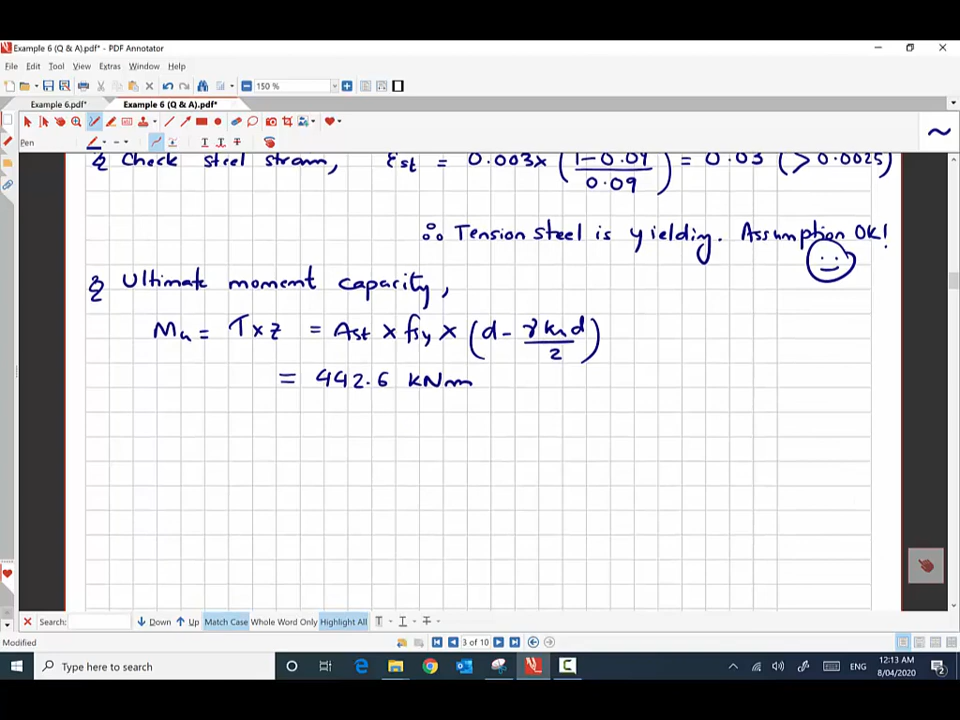 Example 6 (Q & A).pdf* - PDF Annotator
File Edit Tool View Extras Window Help
150 %
Example 6.pdf* Example 6 (Q & A).pdf*
Pen
Check steel strain, εst = 0.003x (1-0.09 / 0.09) = 0.03 (> 0.0025)
∴ Tension steel is yielding. Assumption OK!
Ultimate moment capacity,
Mu = T x z = Ast x fsy x (d - γ ku d / 2)
= 442.6 kNm
Search: Down Up Match Case Whole Word Only Highlight All
Modified 3 of 10
Type here to search ENG 12:13 AM
8/04/2020
2